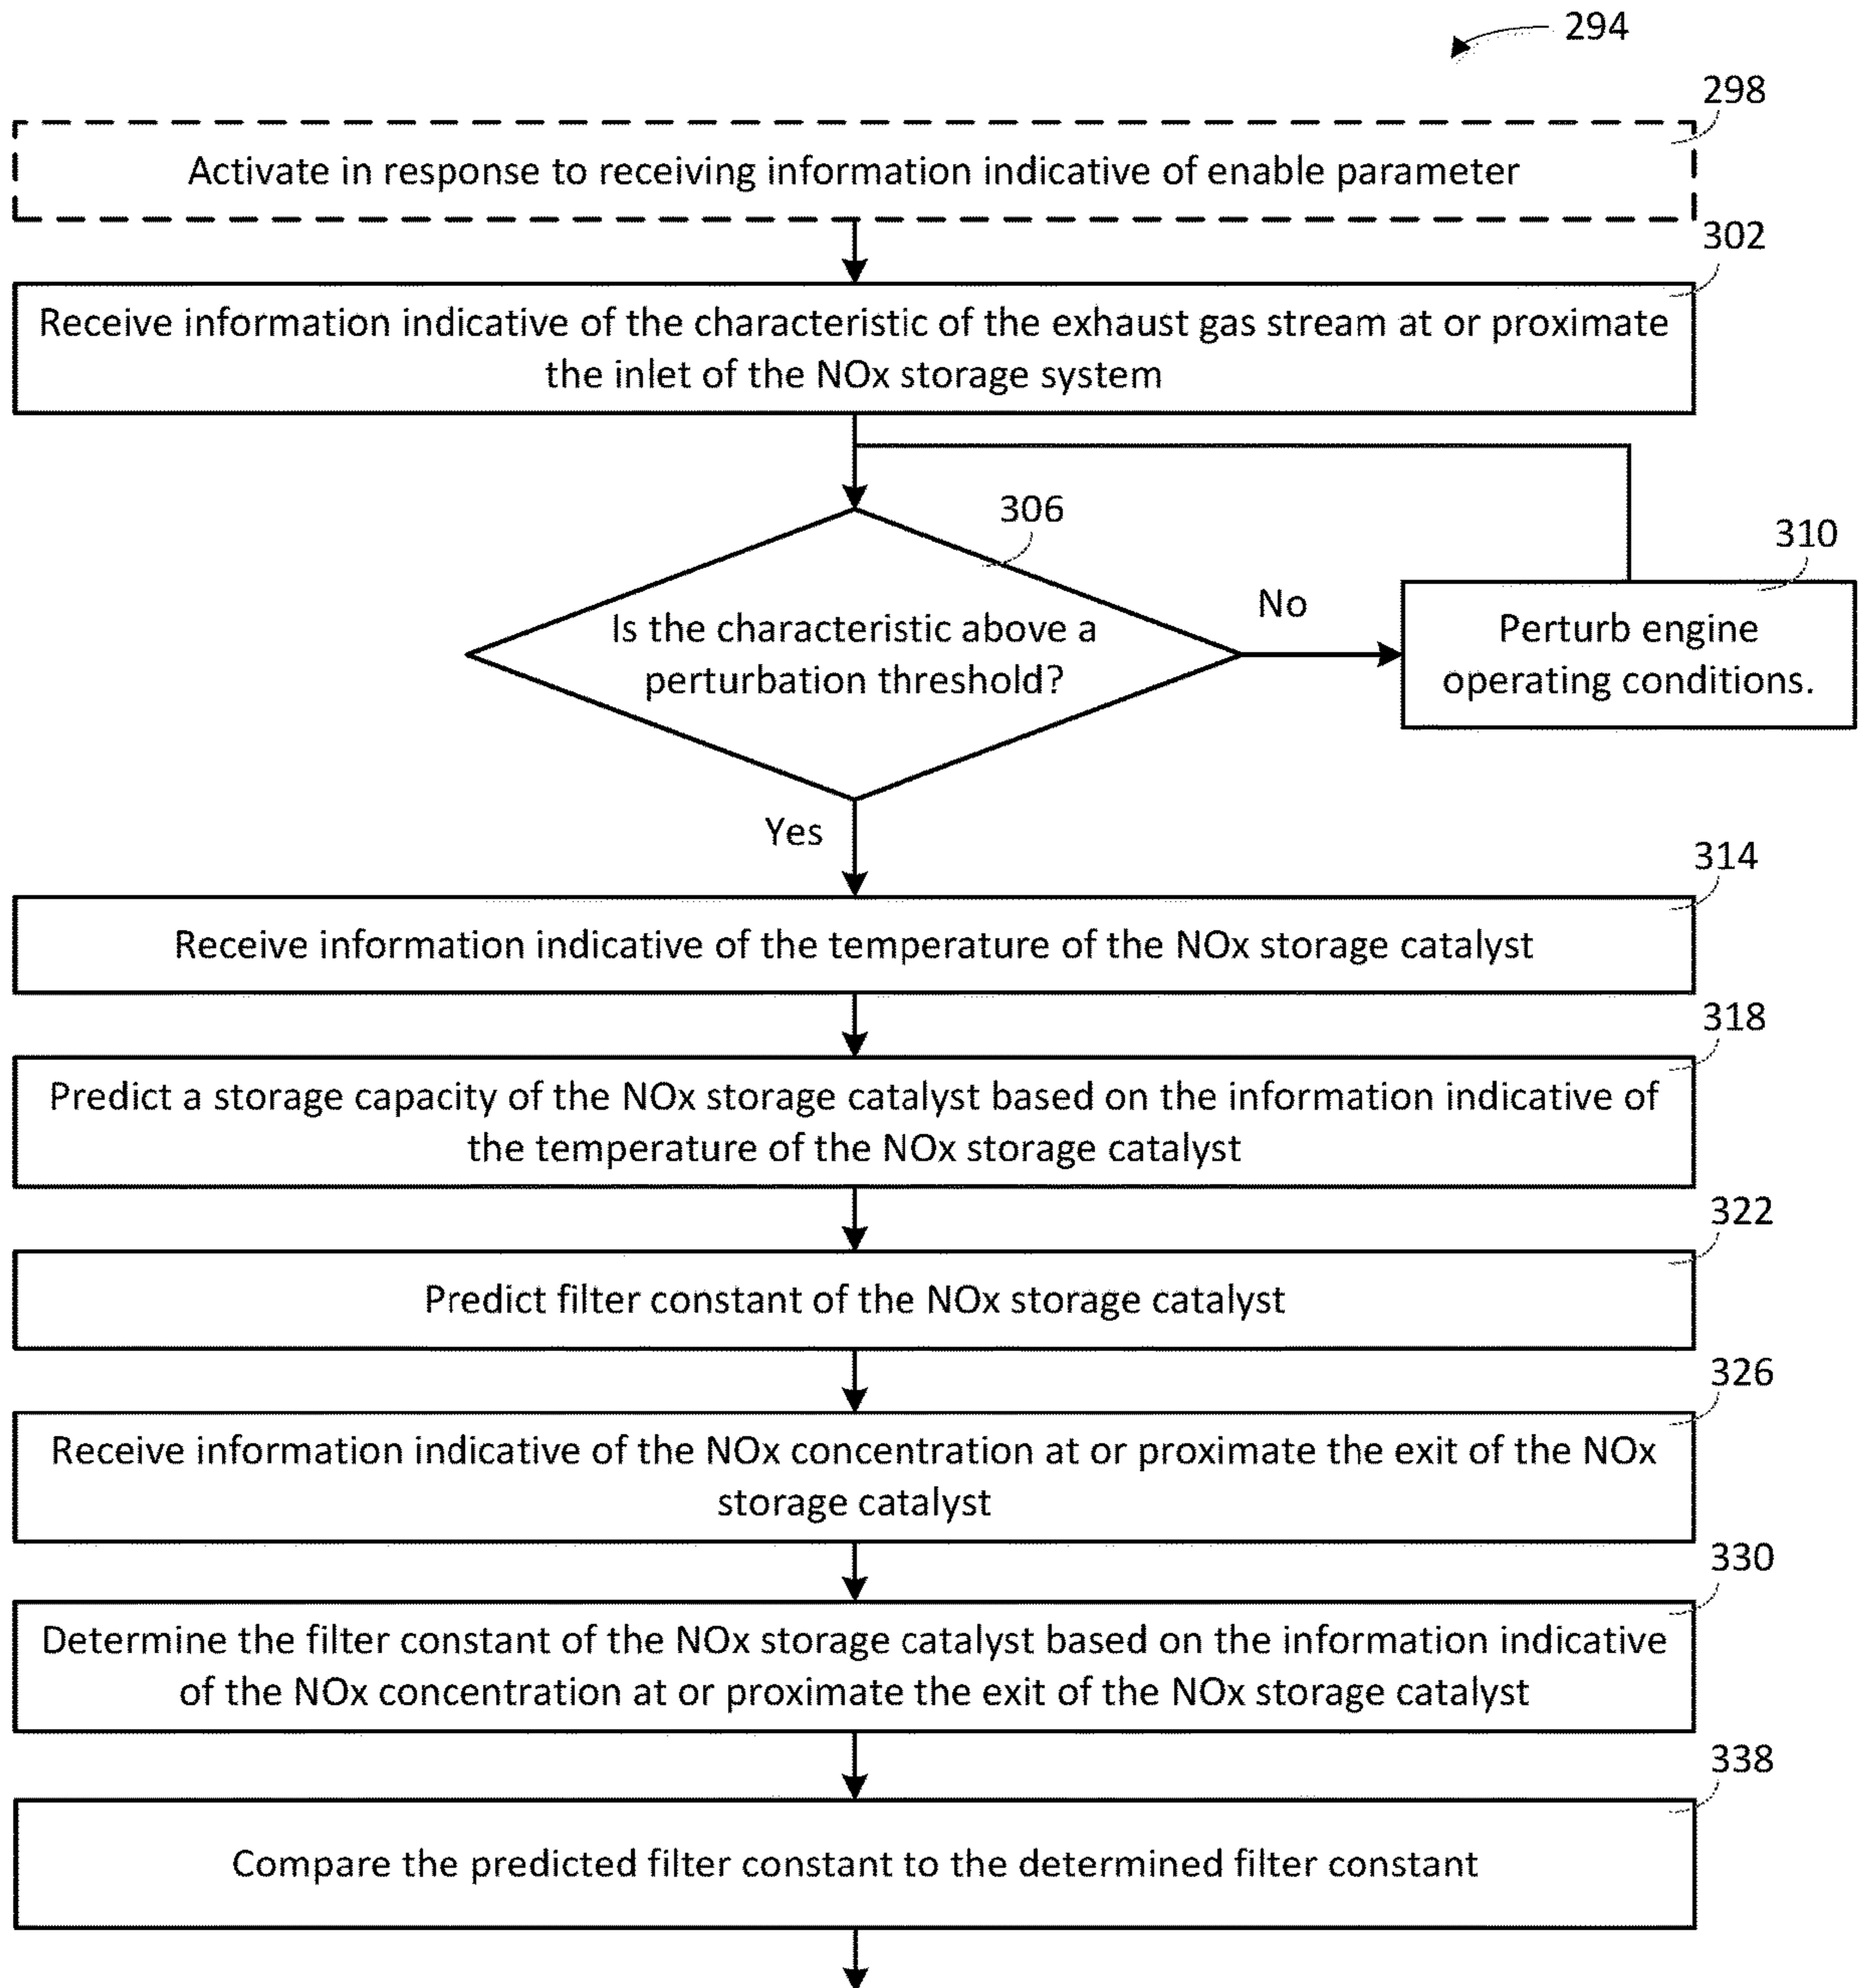 294
298
Activate in response to receiving information indicative of enable parameter
302
Receive information indicative of the characteristic of the exhaust gas stream at or proximate
the inlet of the NOx storage system
306
310
No
Is the characteristic above a
perturbation threshold?
Perturb engine
operating conditions.
Yes
314
Receive information indicative of the temperature of the NOx storage catalyst
318
Predict a storage capacity of the NOx storage catalyst based on the information indicative of
the temperature of the NOx storage catalyst
322
Predict filter constant of the NOx storage catalyst
326
Receive information indicative of the NOx concentration at or proximate the exit of the NOx
storage catalyst
330
Determine the filter constant of the NOx storage catalyst based on the information indicative
of the NOx concentration at or proximate the exit of the NOx storage catalyst
338
Compare the predicted filter constant to the determined filter constant